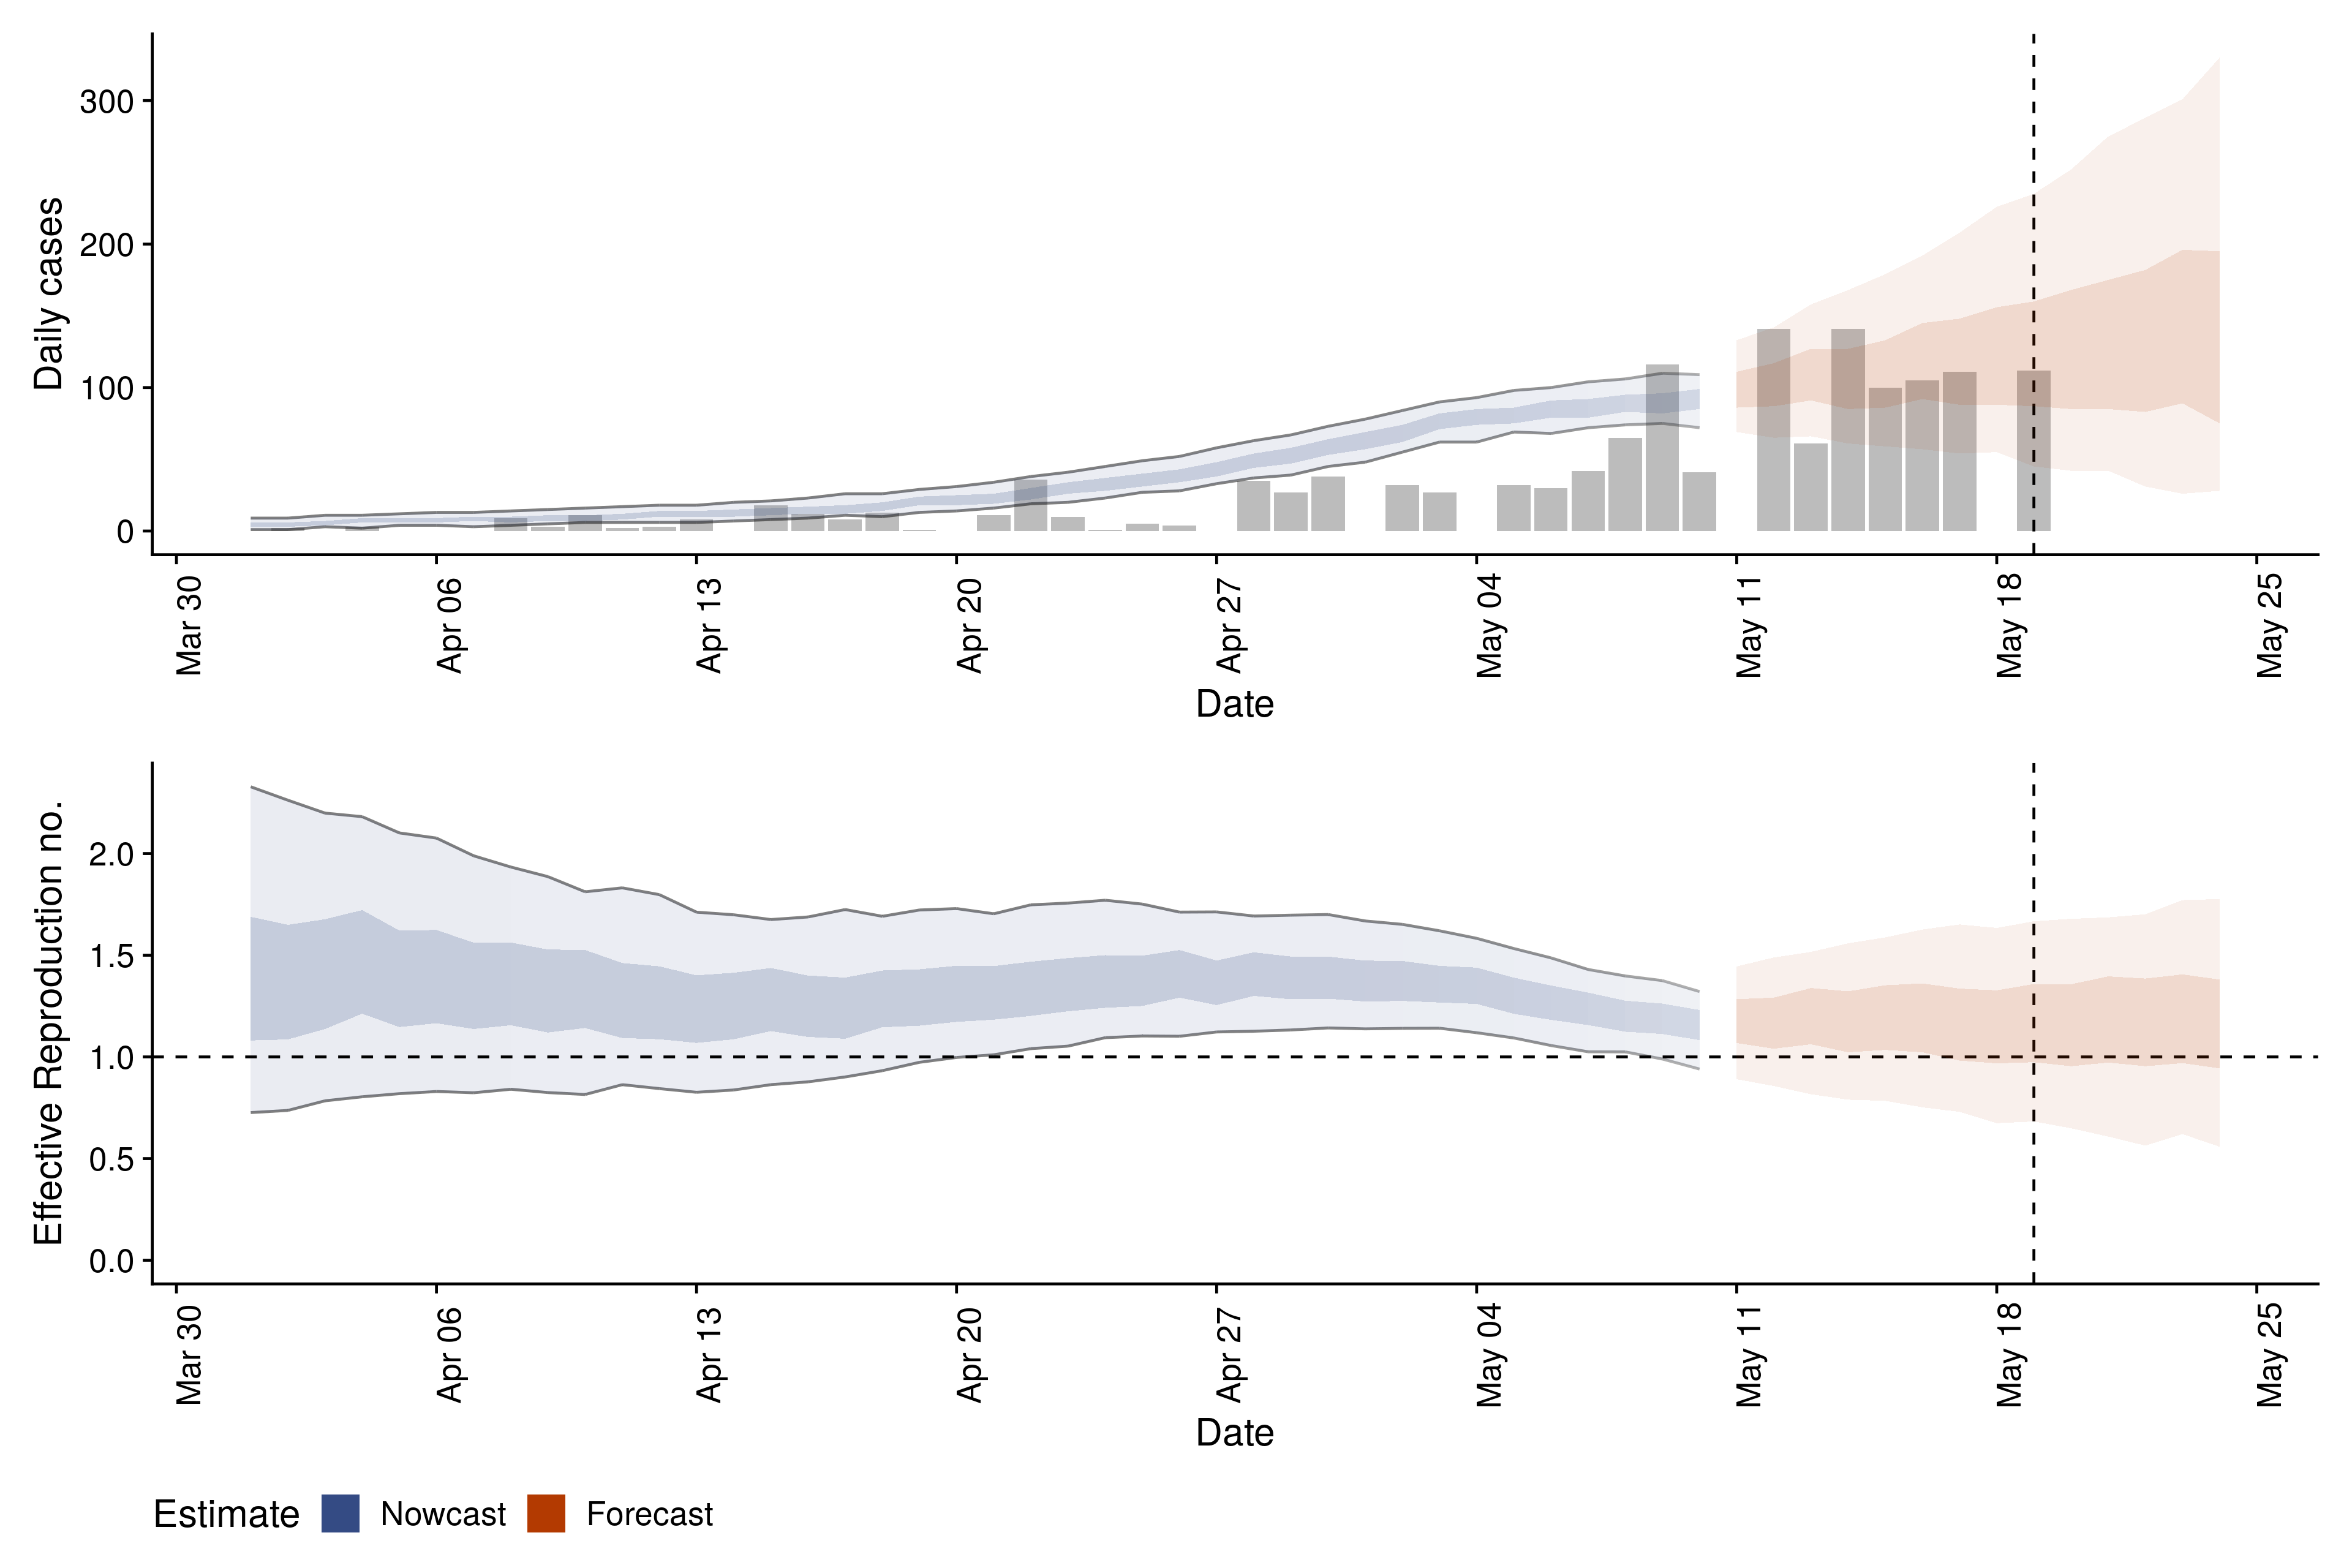 Daily cases
300
200
100
0
Mar 30
Apr 06
Apr 13
Apr 20
Apr 27
May 04
May 11
May 18
May 25
Date
Effective Reproduction no.
2.0
1.5
1.0
0.5
0.0
Mar 30
Apr 06
Apr 13
Apr 20
Apr 27
May 04
May 11
May 18
May 25
Date
Estimate Nowcast Forecast